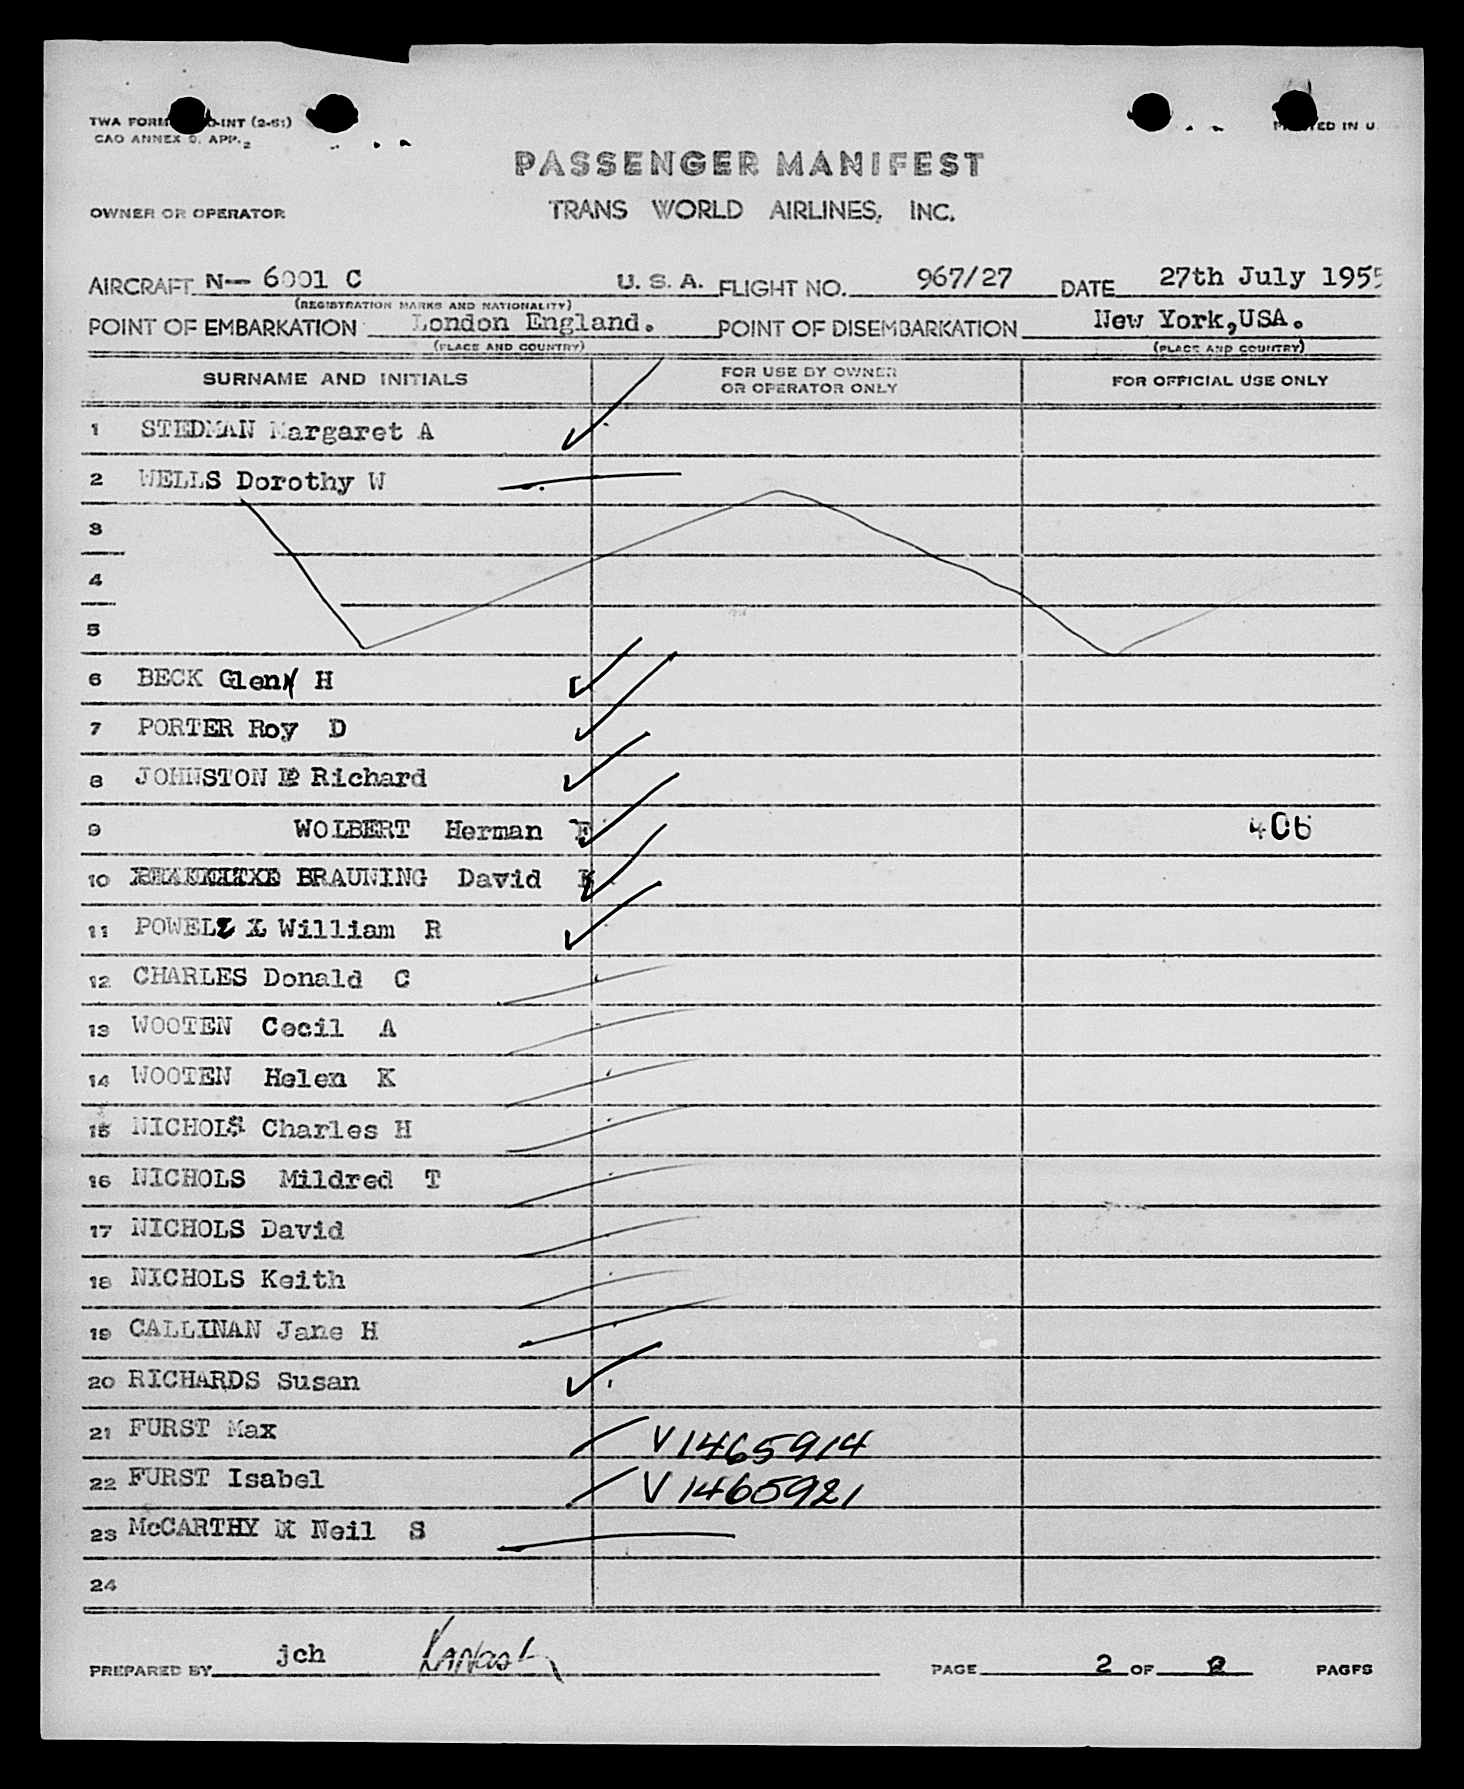 TWA FORM O-INT (2-51)
CAO ANNEX 9. APP. 2
PRINTED IN U.
PASSENGER MANIFEST
OWNER OR OPERATOR TRANS WORLD AIRLINES, INC.
AIRCRAFT N-- 6001 C U. S. A. FLIGHT NO. 967/27 DATE 27th July 1955
(REGISTRATION MARKS AND NATIONALITY)
POINT OF EMBARKATION London England. POINT OF DISEMBARKATION New York,USA.
(PLACE AND COUNTRY) (PLACE AND COUNTRY)
SURNAME AND INITIALS FOR USE BY OWNER OR OPERATOR ONLY FOR OFFICIAL USE ONLY
1 STEDMAN Margaret A
2 WELLS Dorothy W
3
4
5
6 BECK Glen H
7 PORTER Roy D
8 JOHNSTON Richard
9 WOLBERT Herman F 406
10 BRAUNING David K
11 POWELL William R
12 CHARLES Donald C
13 WOOTEN Cecil A
14 WOOTEN Helen K
15 NICHOLS Charles H
16 NICHOLS Mildred T
17 NICHOLS David
18 NICHOLS Keith
19 CALLINAN Jane H
20 RICHARDS Susan
21 FURST Max V1465914
22 FURST Isabel V1465921
23 McCARTHY Neil S
24
PREPARED BY jch PAGE 2 OF 2 PAGES